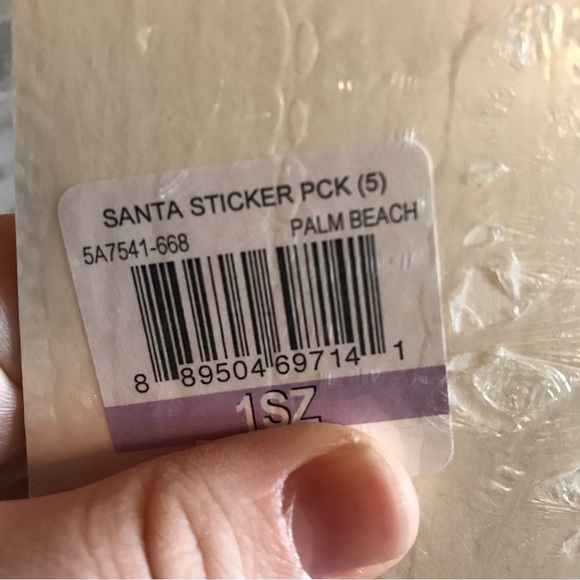 SANTA STICKER PCK (5)
5A7541-668 PALM BEACH
8 89504 69714 1
1SZ